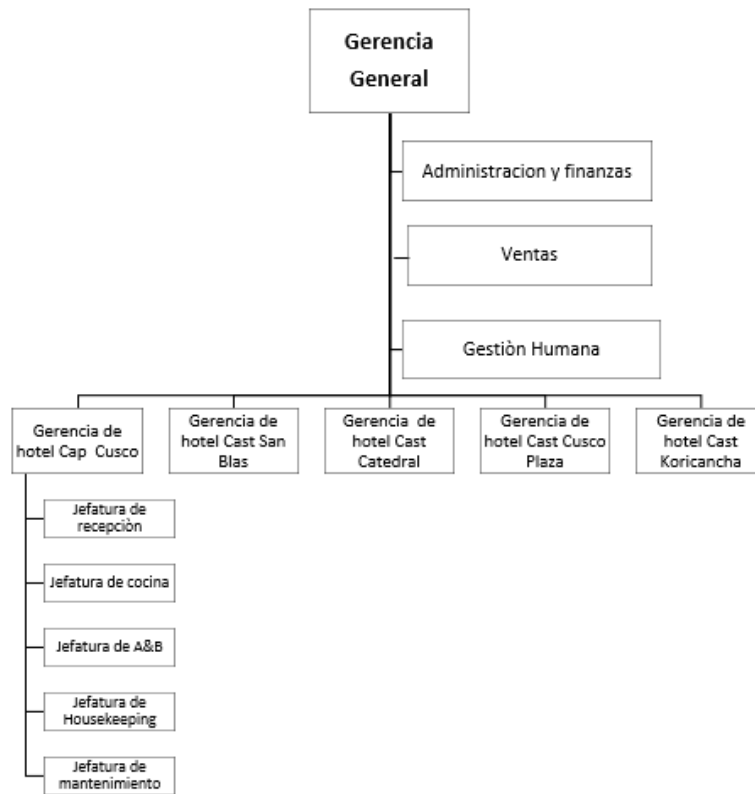 Gerencia
General
Administracion y finanzas
Ventas
Gestiòn Humana
Gerencia de
hotel Cap Cusco
Gerencia de
hotel Cast San
Blas
Gerencia de
hotel Cast
Catedral
Gerencia de
hotel Cast Cusco
Plaza
Gerencia de
hotel Cast
Koricancha
Jefatura de
recepciòn
Jefatura de cocina
Jefatura de A&B
Jefatura de
Housekeeping
Jefatura de
mantenimiento